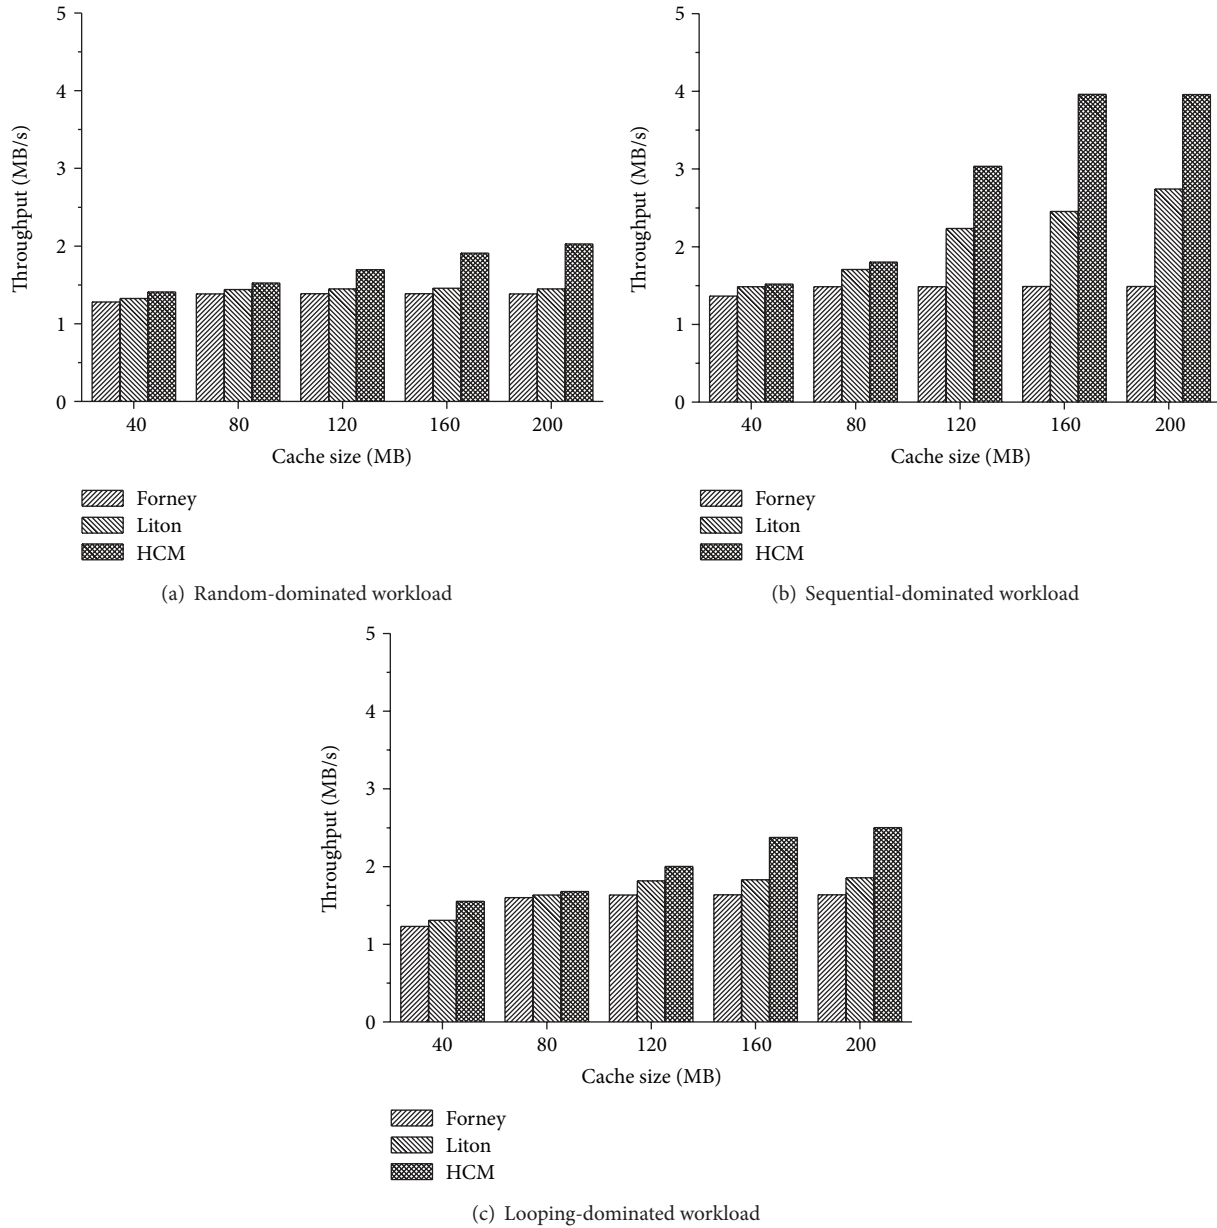 5
4
3
2
1
0
Throughput (MB/s)
40 80 120 160 200
Cache size (MB)
Forney
Liton
HCM
(a) Random-dominated workload
5
4
3
2
1
0
Throughput (MB/s)
40 80 120 160 200
Cache size (MB)
Forney
Liton
HCM
(b) Sequential-dominated workload
5
4
3
2
1
0
Throughput (MB/s)
40 80 120 160 200
Cache size (MB)
Forney
Liton
HCM
(c) Looping-dominated workload